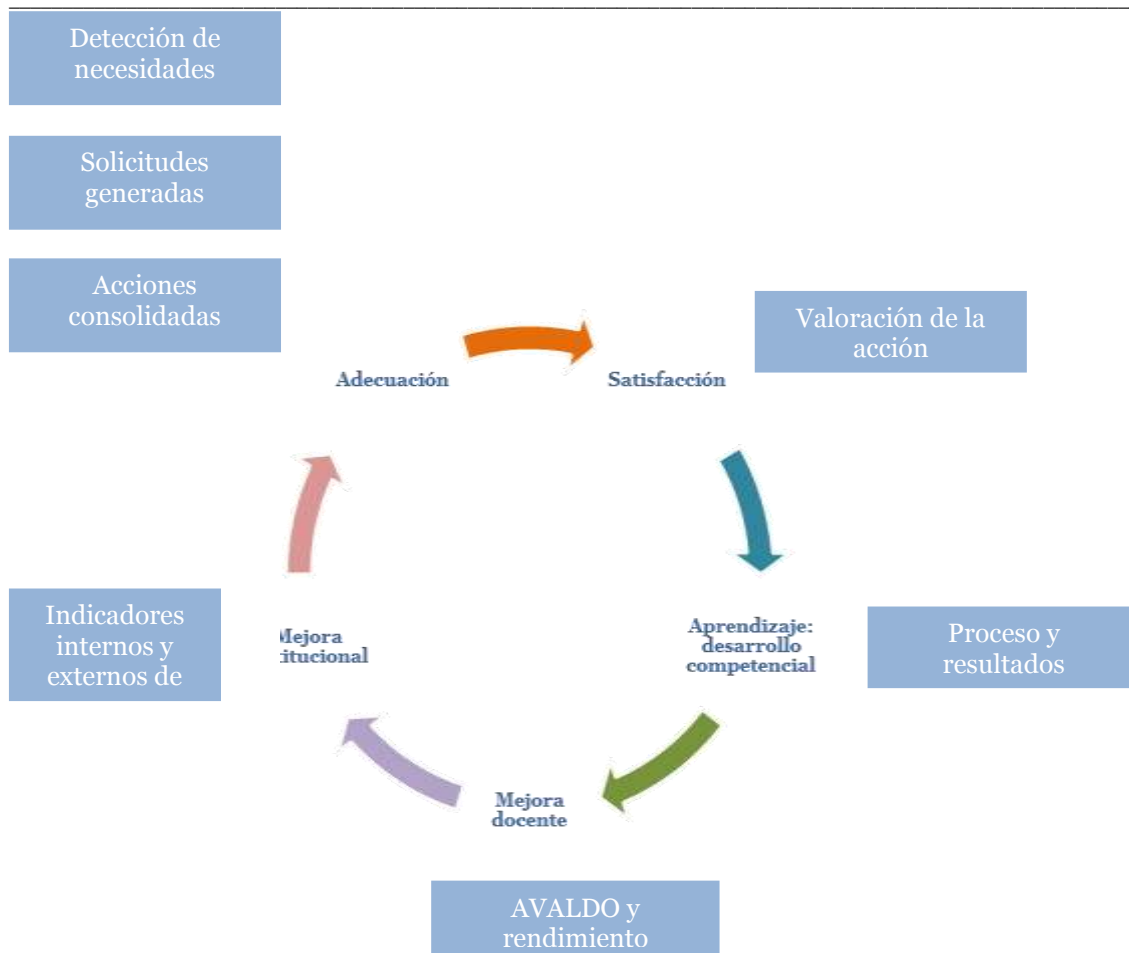 Detección de
necesidades
Solicitudes
generadas
Acciones
consolidadas
Valoración de la
acción
Adecuación
Satisfacción
Indicadores
internos y
externos de
Mejora
titucional
Aprendizaje:
desarrollo
competencial
Proceso y
resultados
Mejora
docente
AVALDO y
rendimiento